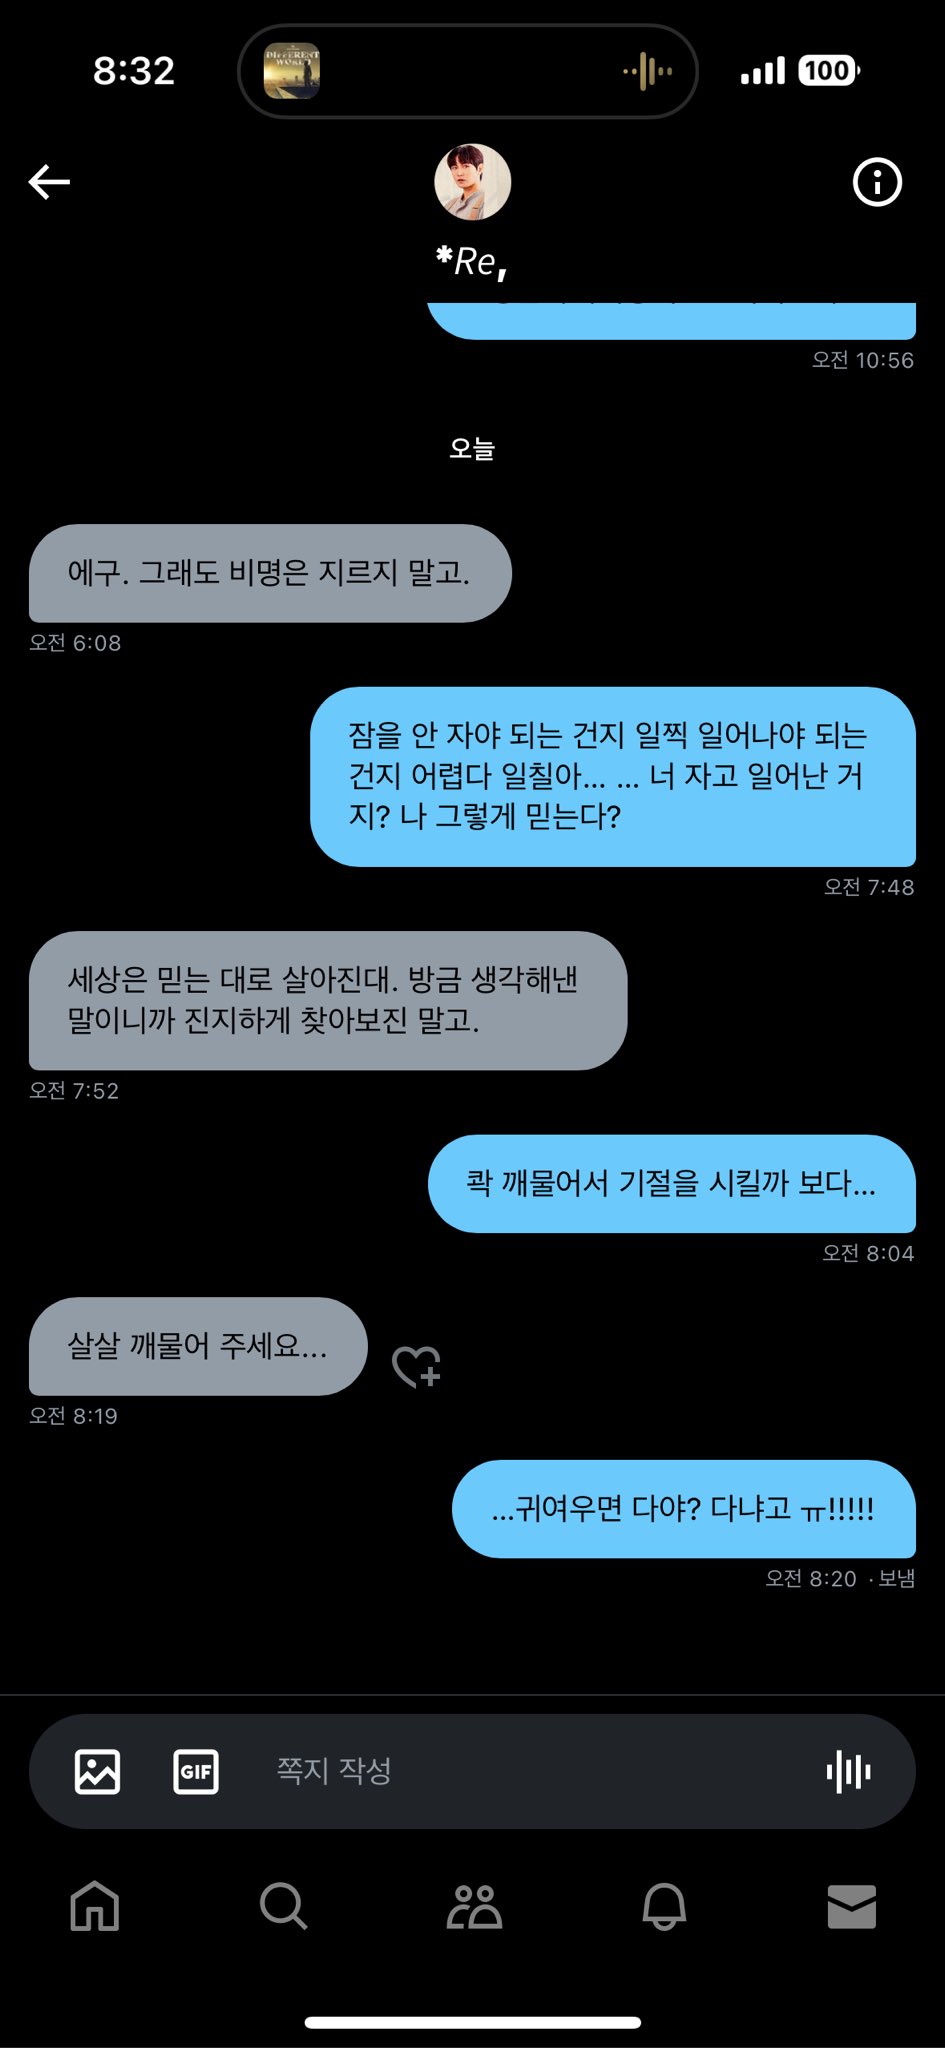 8:32
DIFFERENT
WORLD
100
*Re,
오전 10:56
오늘
에구. 그래도 비명은 지르지 말고.
오전 6:08
잠을 안 자야 되는 건지 일찍 일어나야 되는
건지 어렵다 일칠아... ... 너 자고 일어난 거
지? 나 그렇게 믿는다?
오전 7:48
세상은 믿는 대로 살아진대. 방금 생각해낸
말이니까 진지하게 찾아보진 말고.
오전 7:52
콱 깨물어서 기절을 시킬까 보다...
오전 8:04
살살 깨물어 주세요...
오전 8:19
...귀여우면 다야? 다냐고 ㅠ!!!!!
오전 8:20 · 보냄
GIF
쪽지 작성